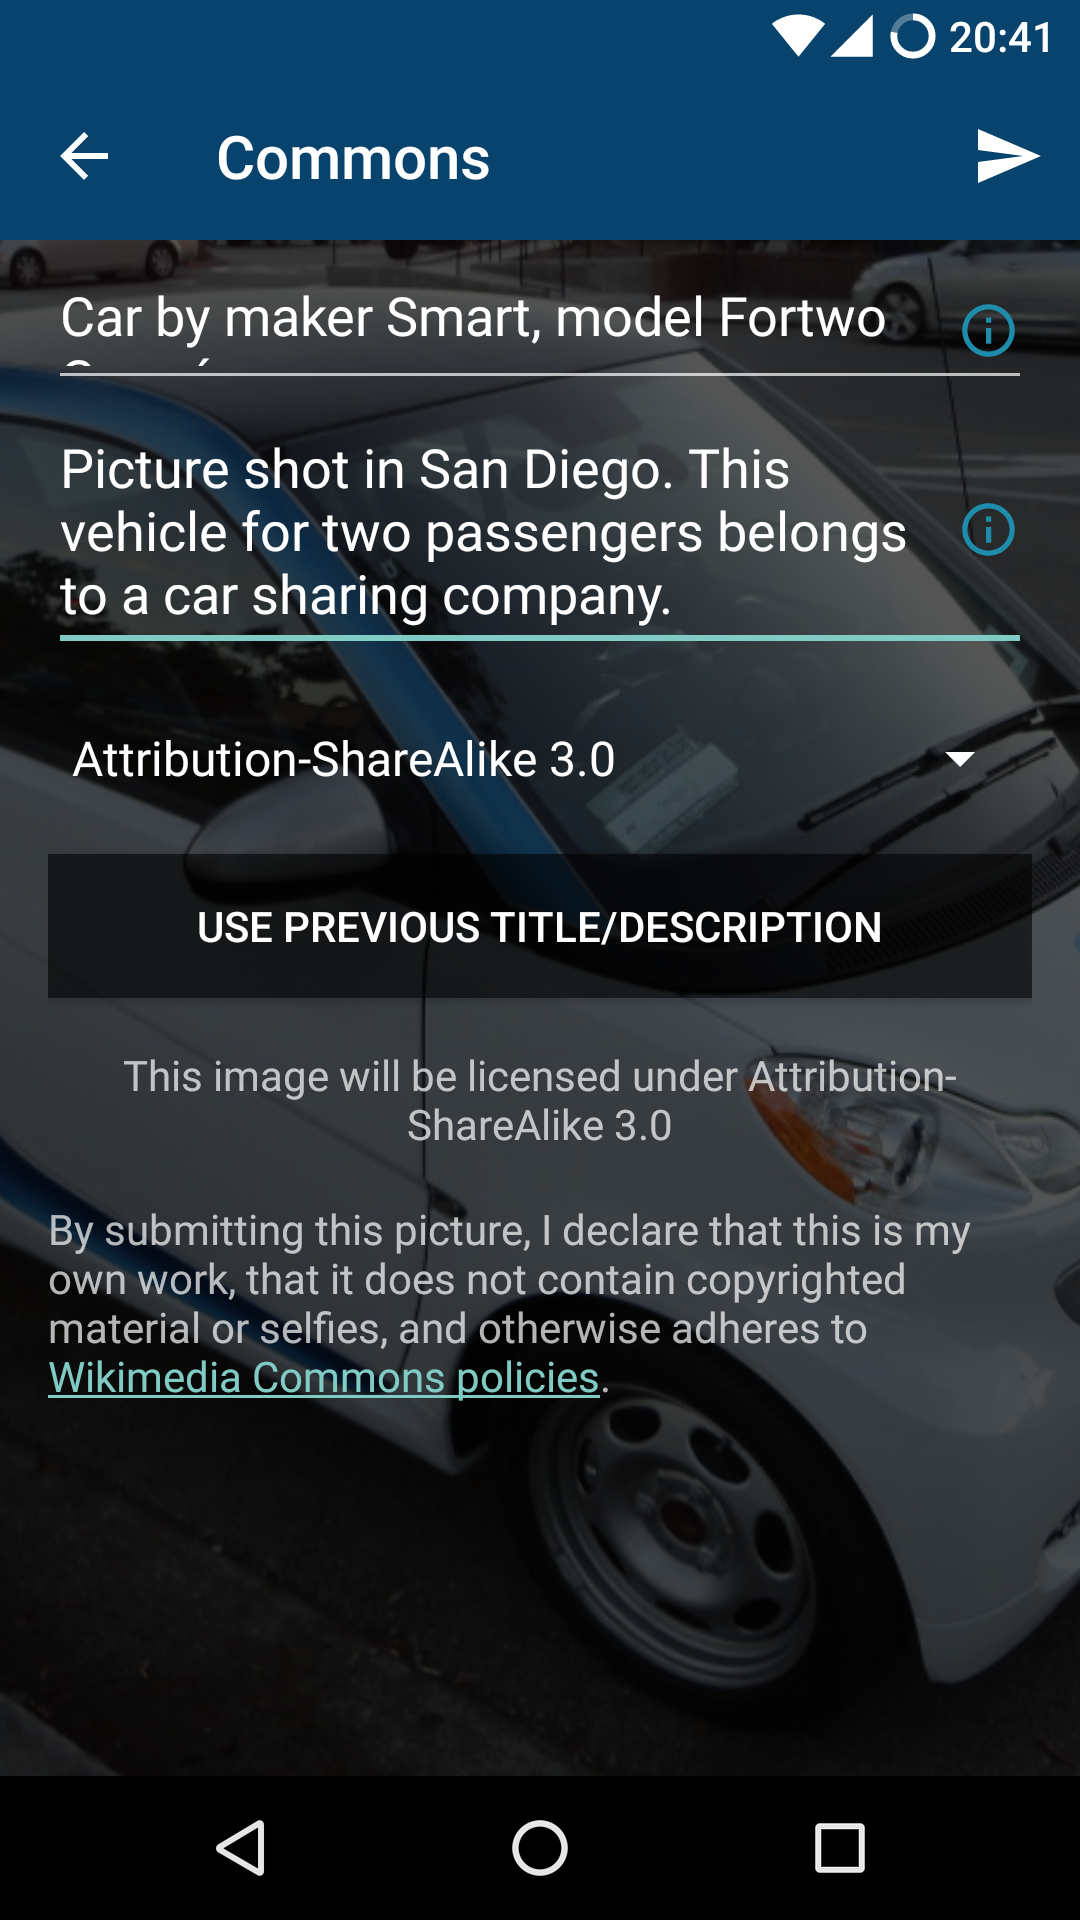 20:41
Commons
Car by maker Smart, model Fortwo
Picture shot in San Diego. This
vehicle for two passengers belongs
to a car sharing company.
Attribution-ShareAlike 3.0
USE PREVIOUS TITLE/DESCRIPTION
This image will be licensed under Attribution-
ShareAlike 3.0
By submitting this picture, I declare that this is my
own work, that it does not contain copyrighted
material or selfies, and otherwise adheres to
Wikimedia Commons policies.